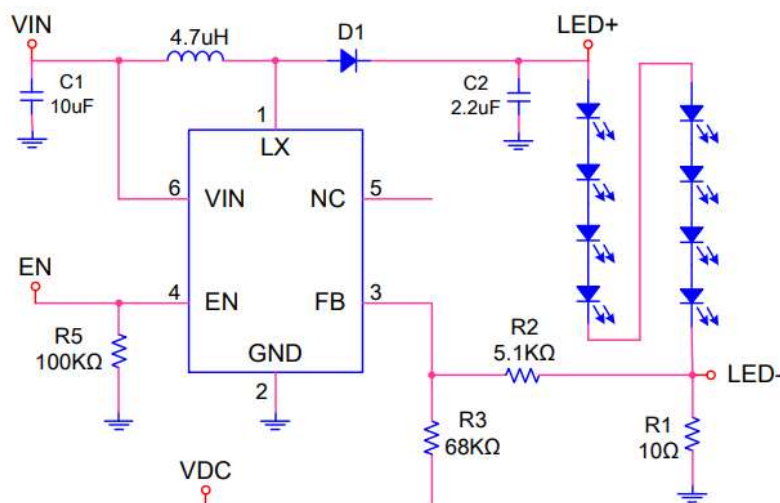 VIN
4.7uH
D1
LED+
C1
10uF
C2
2.2uF
1
LX
6
VIN
NC
5
EN
4
EN
FB
3
R5
100KΩ
GND
2
R2
5.1KΩ
LED-
R3
68KΩ
R1
10Ω
VDC